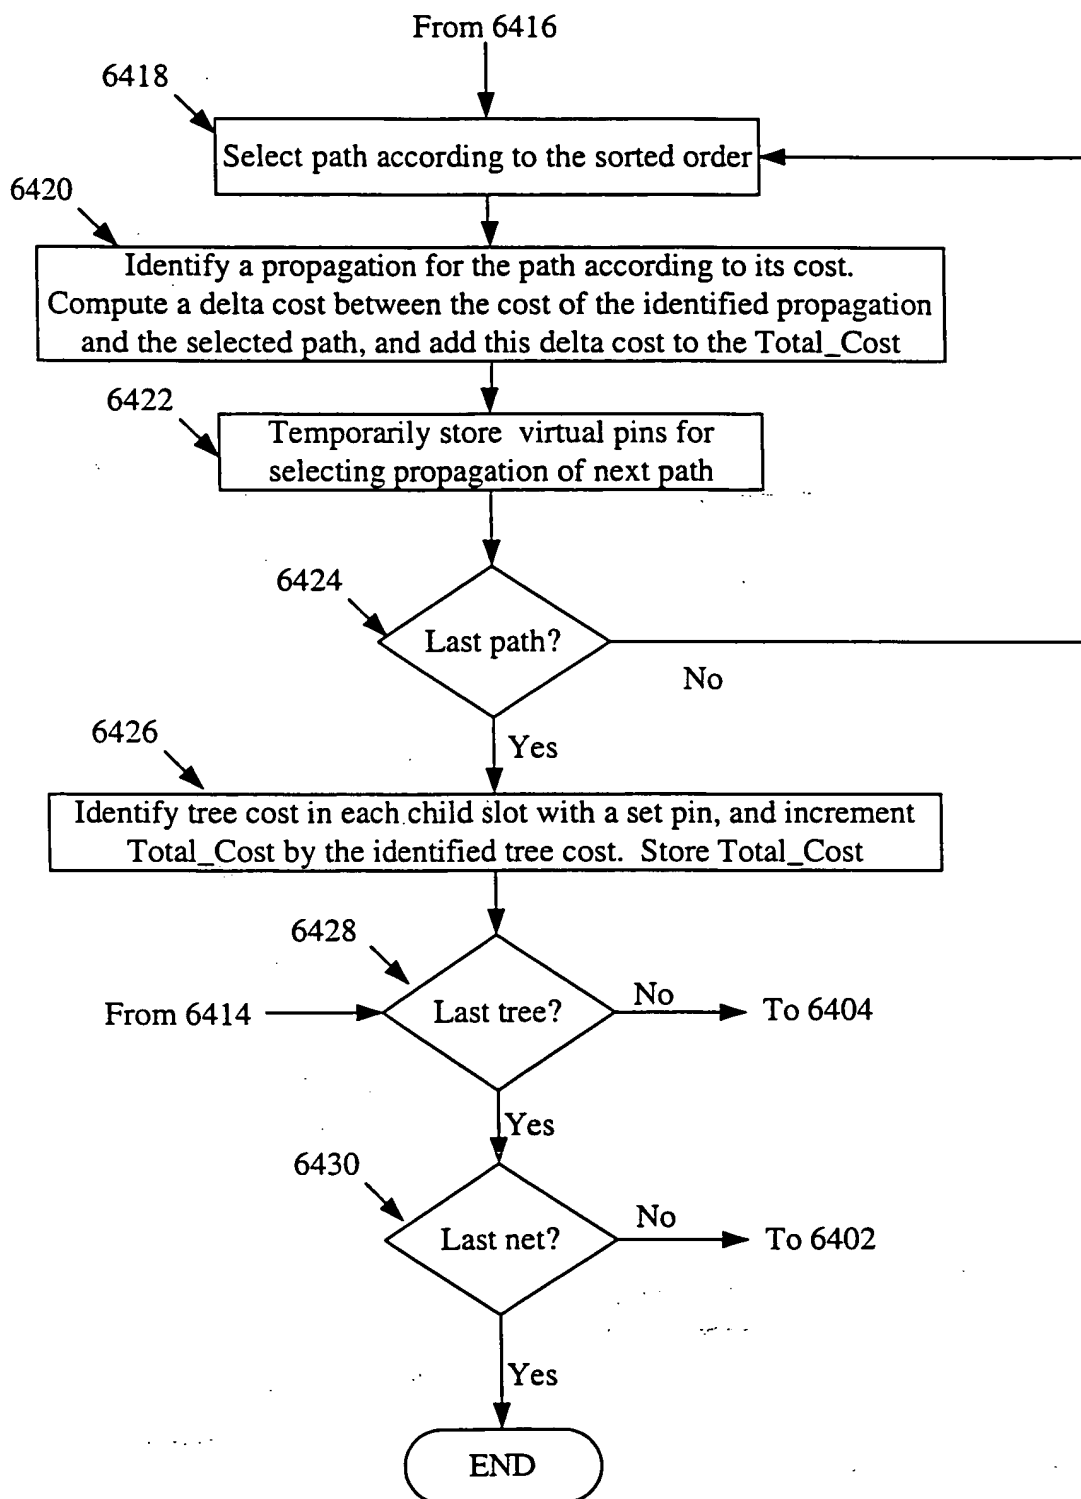 From 6416
6418
Select path according to the sorted order
6420
Identify a propagation for the path according to its cost.
Compute a delta cost between the cost of the identified propagation
and the selected path, and add this delta cost to the Total_Cost
6422
Temporarily store virtual pins for
selecting propagation of next path
6424
Last path?
No
Yes
6426
Identify tree cost in each child slot with a set pin, and increment
Total_Cost by the identified tree cost. Store Total_Cost
6428
From 6414
Last tree?
No
To 6404
Yes
6430
Last net?
No
To 6402
Yes
END